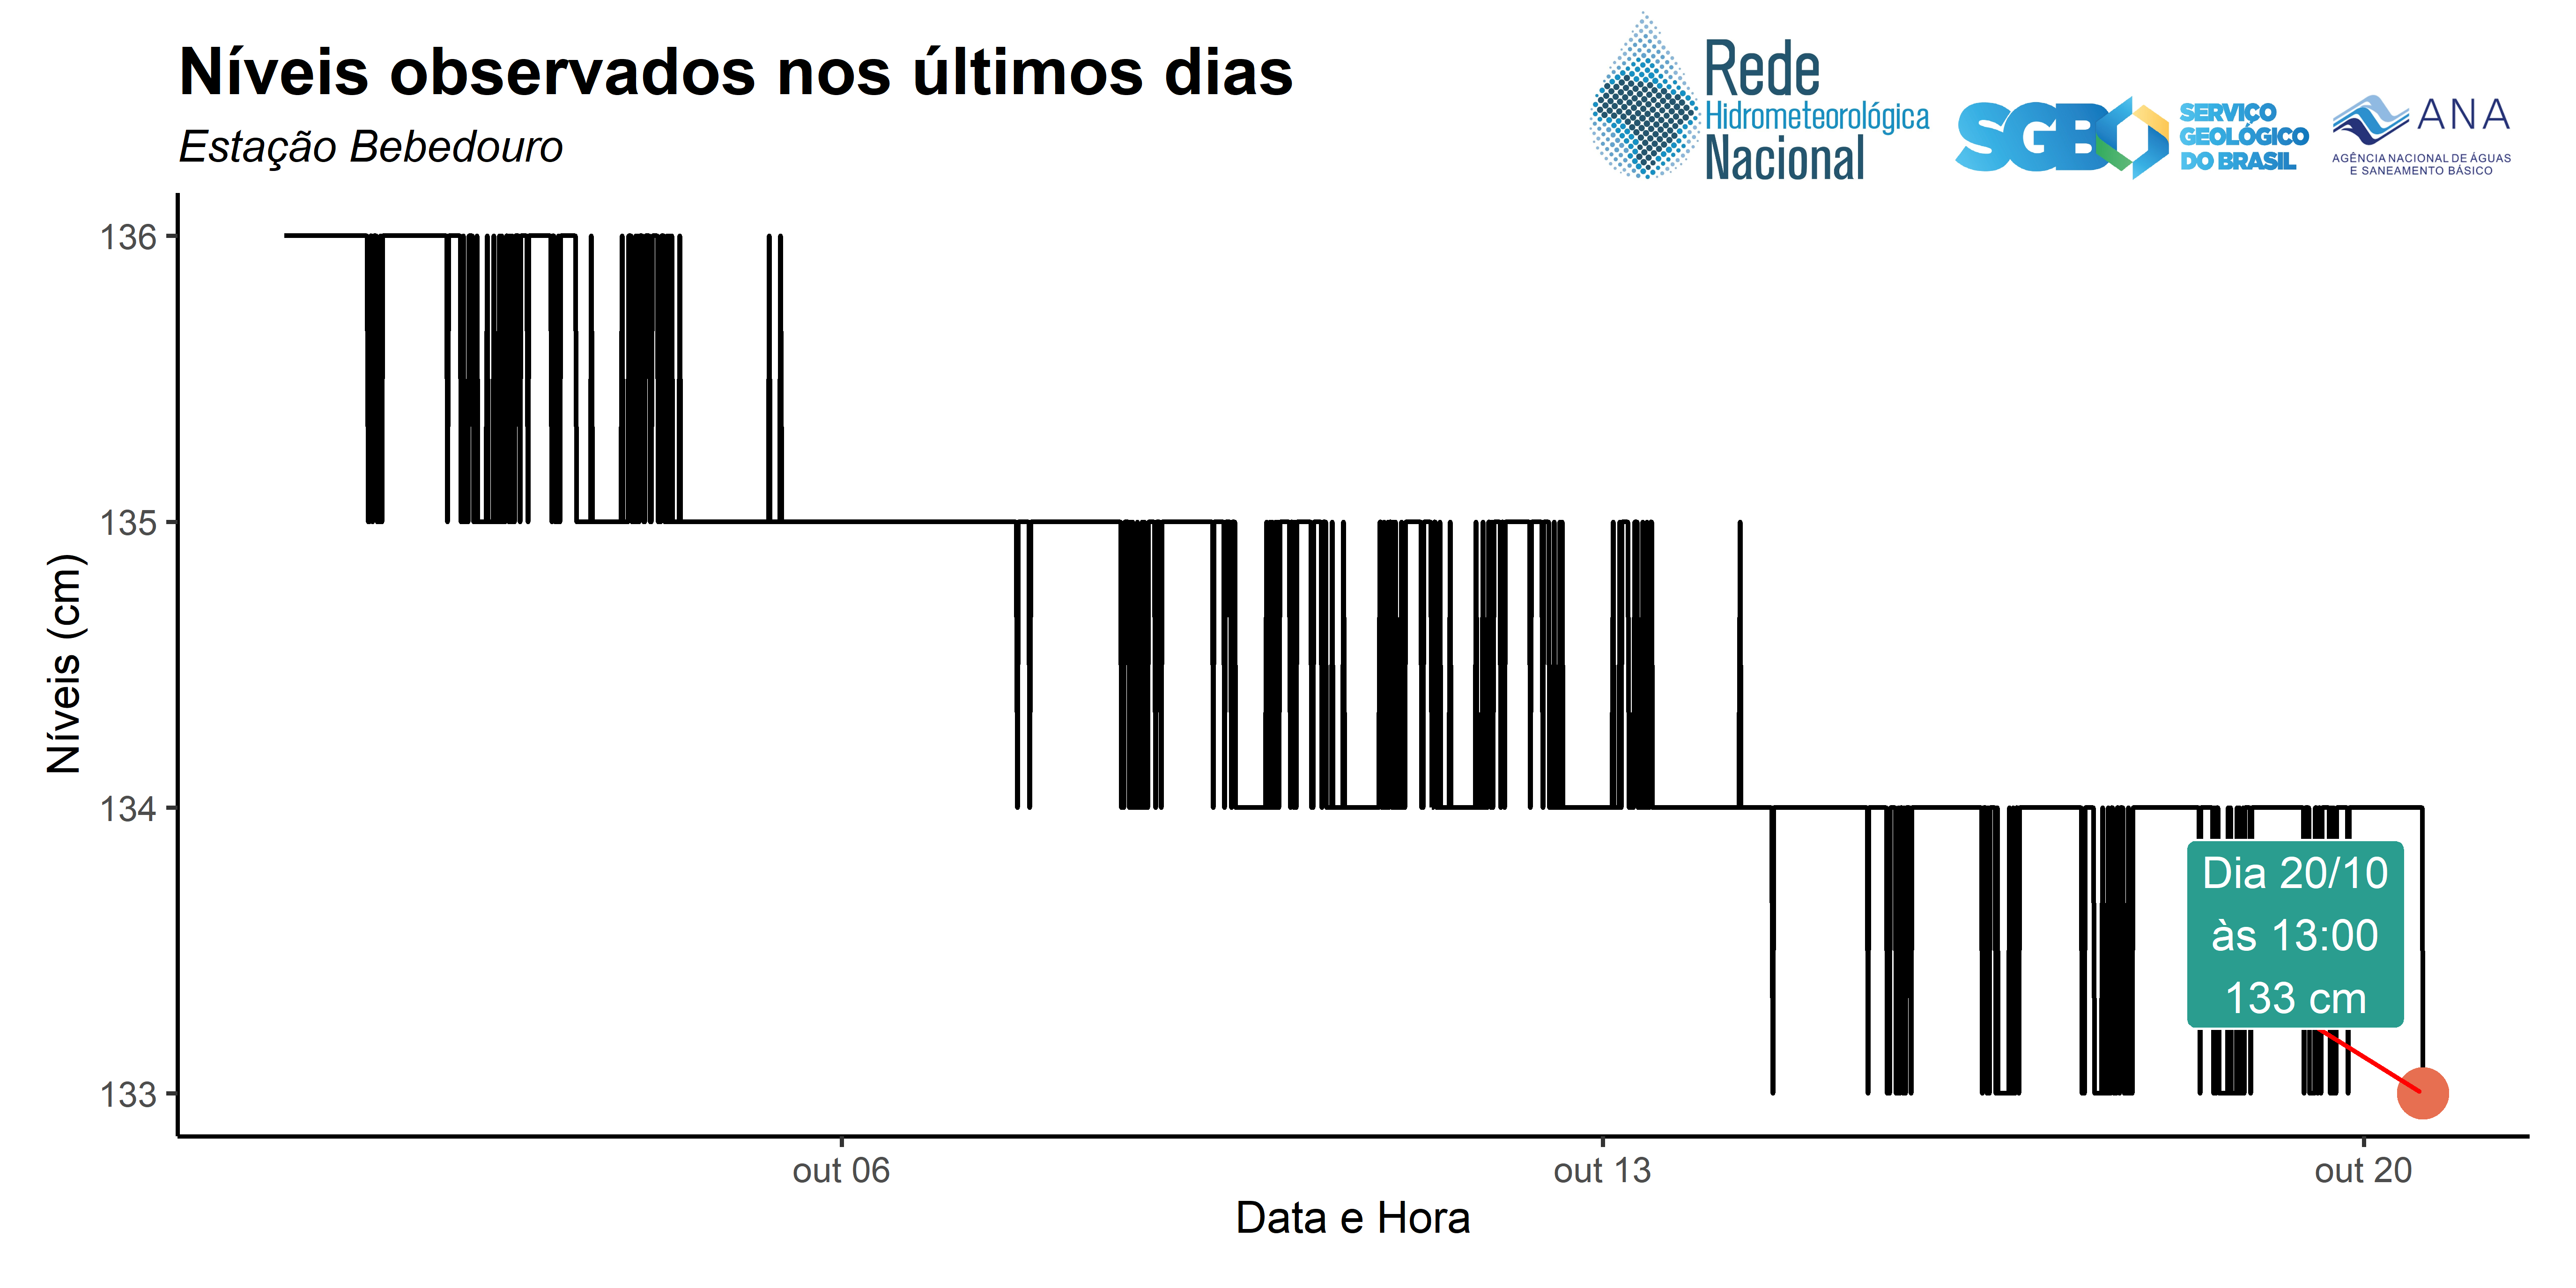 Níveis observados nos últimos dias
Estação Bebedouro
Rede
Hidrometeorológica
Nacional
SGB
SERVIÇO
GEOLÓGICO
DO BRASIL
ANA
AGÊNCIA NACIONAL DE ÁGUAS
E SANEAMENTO BÁSICO
136
135
134
133
Níveis (cm)
Dia 20/10
às 13:00
133 cm
out 06
out 13
out 20
Data e Hora